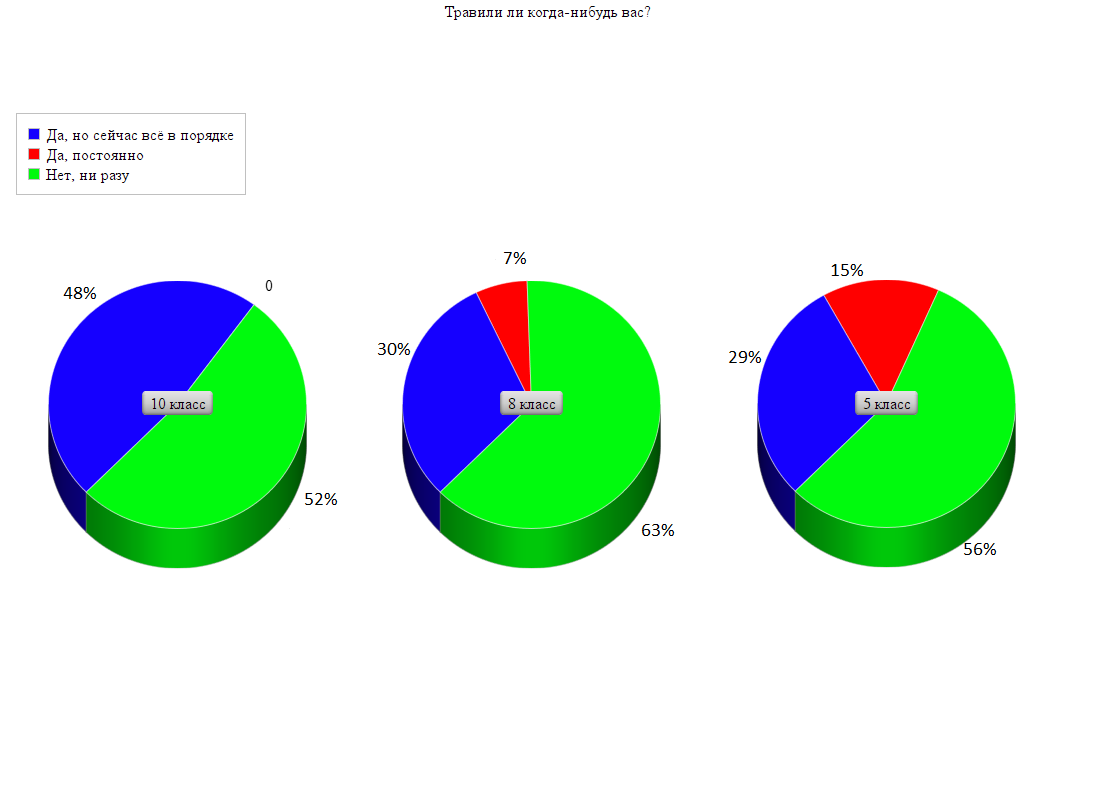 Травили ли когда-нибудь вас?
Да, но сейчас всё в порядке
Да, постоянно
Нет, ни разу
48%
0
10 класс
52%
7%
30%
8 класс
63%
15%
29%
5 класс
56%